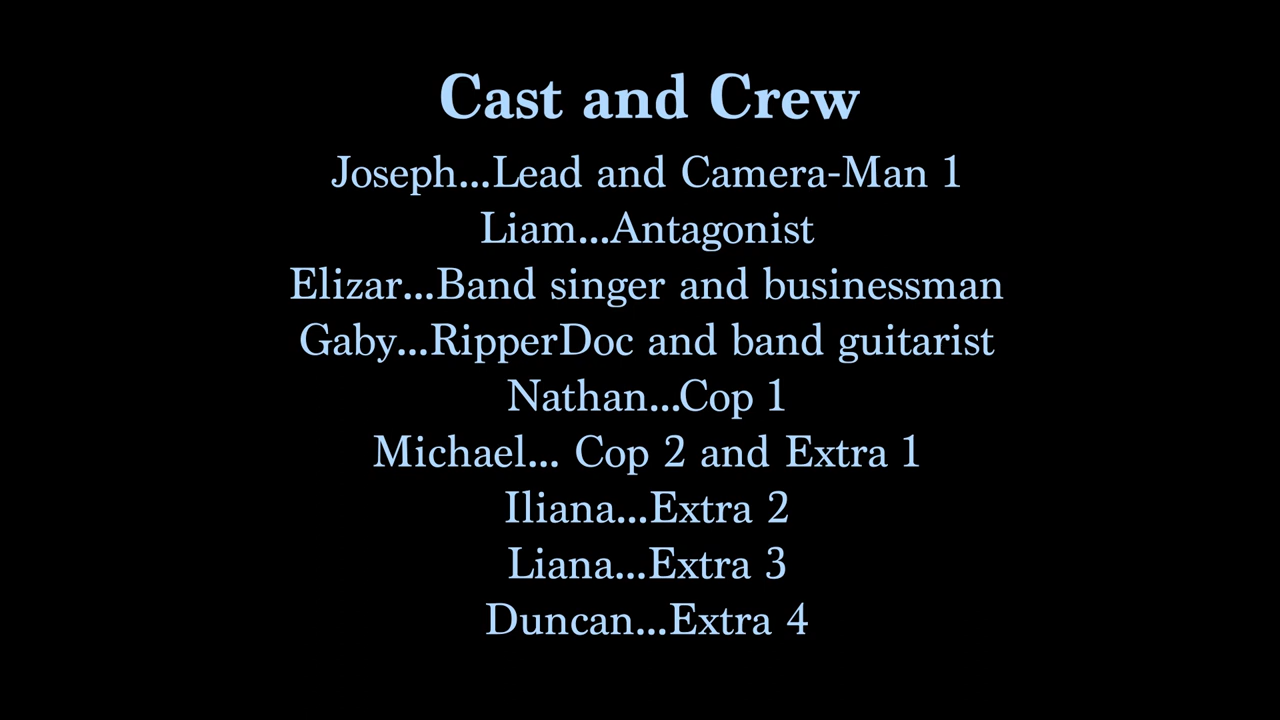 Cast and Crew
Joseph...Lead and Camera-Man 1
Liam...Antagonist
Elizar...Band singer and businessman
Gaby...RipperDoc and band guitarist
Nathan...Cop 1
Michael... Cop 2 and Extra 1
Iliana...Extra 2
Liana...Extra 3
Duncan...Extra 4